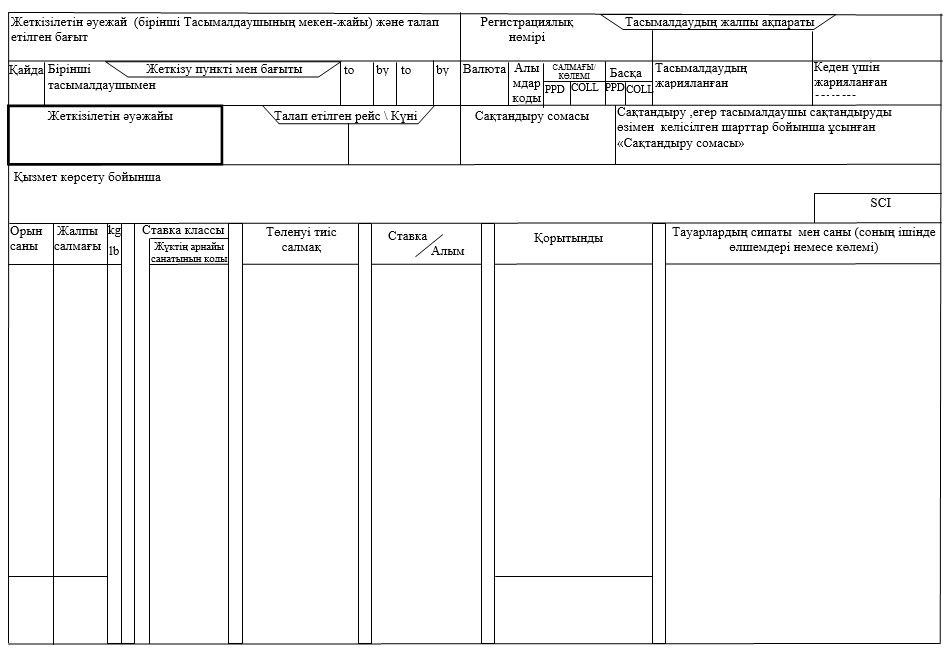 Жеткізілетін әуежай (бірінші Тасымалдаушының мекен-жайы) және талап
етілген бағыт
Регистрациялық
нөмірі
Тасымалдаудың жалпы ақпараты
Қайда
Бірінші
тасымалдаушымен
Жеткізу пункті мен бағыты
to
by
to
by
Валюта
Алы
мдар
коды
САЛМАҒЫ/
КӨЛЕМІ
PPD
COLL
Басқа
PPD
COLL
Тасымалдаудың
жарияланған
Кеден үшін
жарияланған
--------
Жеткізілетін әуәжайы
Талап етілген рейс \ Күні
Сақтандыру сомасы
Сақтандыру ,егер тасымалдаушы сақтандыруды
өзімен келісілген шарттар бойынша ұсынған
«Сақтандыру сомасы»
Қызмет көрсету бойынша
SCI
Орын
саны
Жалпы
салмағы
kg
lb
Ставка классы
Жүктің арнайы
санатының коды
Төленуі тиіс
салмақ
Ставка
/
Алым
Қорытынды
Тауарлардың сипаты мен саны (соның ішінде
өлшемдері немесе көлемі)